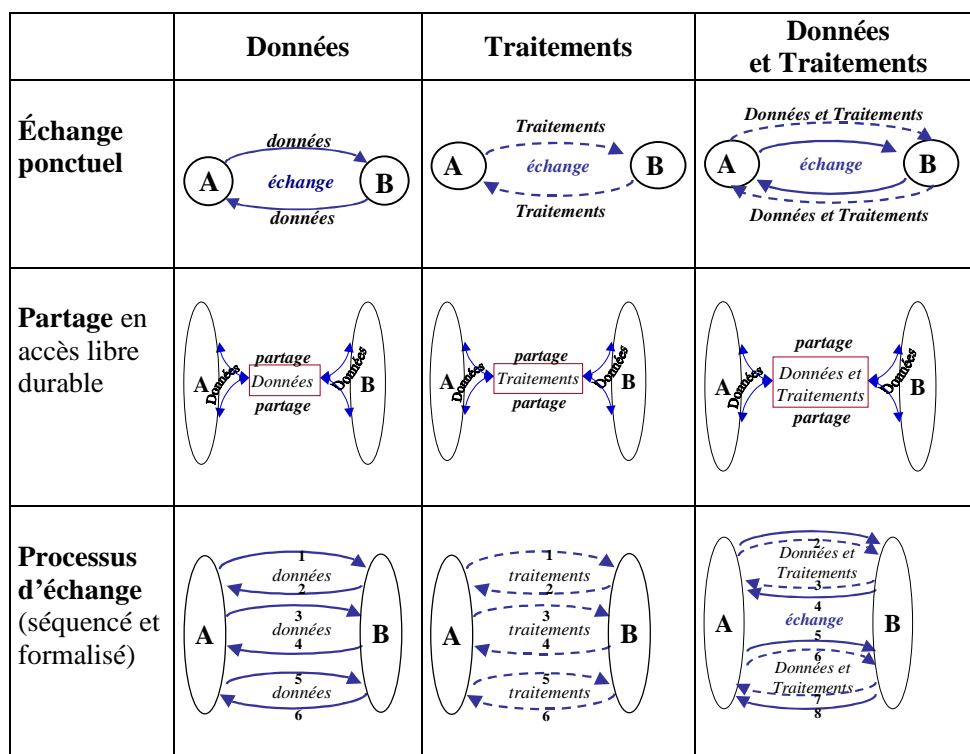 Données
Traitements
Données
et Traitements
Échange
ponctuel
données
A
échange
B
données
Traitements
A
échange
B
Traitements
Données et Traitements
A
échange
B
Données et Traitements
Partage en
accès libre
durable
partage
A
Données
Données
Données
B
partage
partage
A
Données
Traitements
Données
B
partage
partage
A
Données
Données et
Traitements
Données
B
partage
Processus
d'échange
(séquencé et
formalisé)
1
données
2
3
A
données
B
4
5
données
6
1
traitements
2
3
A
traitements
B
4
5
traitements
6
2
Données et
Traitements
3
4
A
échange
B
5
6
Données et
Traitements
7
8